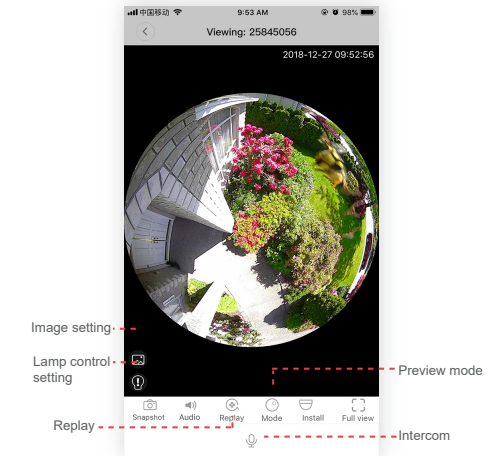 中国移动 9:53 AM 98%
Viewing: 25845056
2018-12-27 09:52:56
Image setting
Lamp control
setting
Preview mode
Snapshot Audio Replay Mode Install Full view
Replay
Intercom